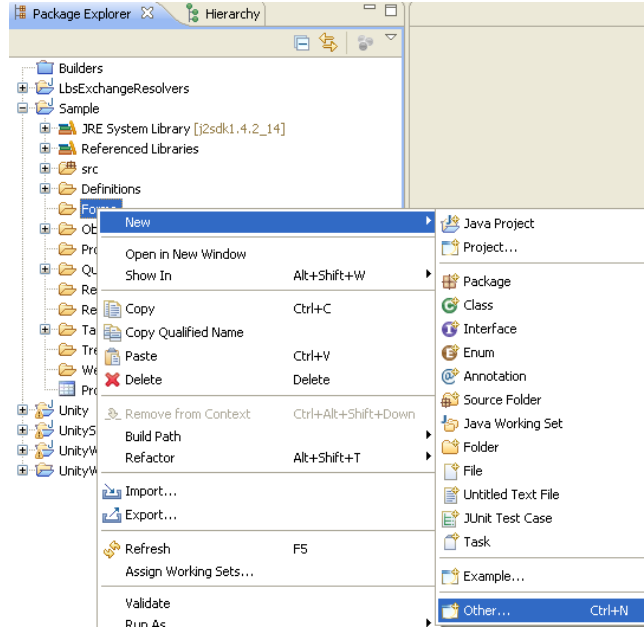 Package Explorer
Hierarchy
Builders
LbsExchangeResolvers
Sample
JRE System Library [j2sdk1.4.2_14]
Referenced Libraries
src
Definitions
New
Open in New Window
Show In Alt+Shift+W
Copy Ctrl+C
Copy Qualified Name
Paste Ctrl+V
Delete Delete
Remove from Context Ctrl+Alt+Shift+Down
Build Path
Refactor Alt+Shift+T
Import...
Export...
Refresh F5
Assign Working Sets...
Validate
Run As
Unity
Java Project
Project...
Package
Class
Interface
Enum
Annotation
Source Folder
Java Working Set
Folder
File
Untitled Text File
JUnit Test Case
Task
Example...
Other... Ctrl+N